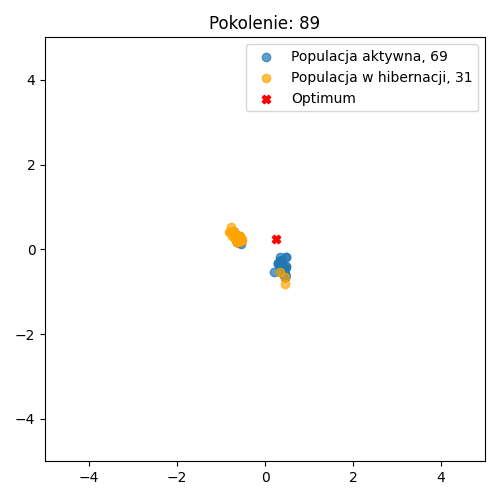 Pokolenie: 89
Populacja aktywna, 69
Populacja w hibernacji, 31
Optimum
4
2
0
−2
−4
−4 −2 0 2 4